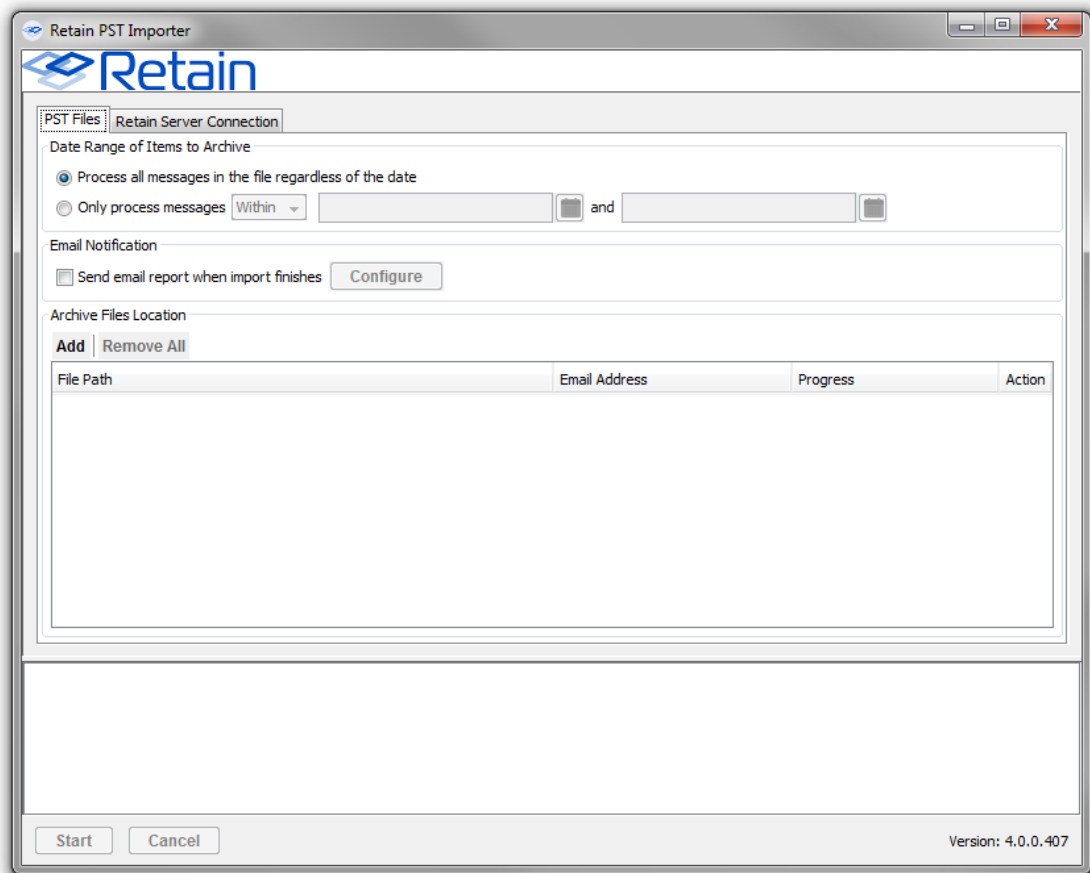 Retain PST Importer
Retain
PST Files Retain Server Connection
Date Range of Items to Archive
Process all messages in the file regardless of the date
Only process messages Within and
Email Notification
Send email report when import finishes Configure
Archive Files Location
Add Remove All
File Path Email Address Progress Action
Start Cancel Version: 4.0.0.407